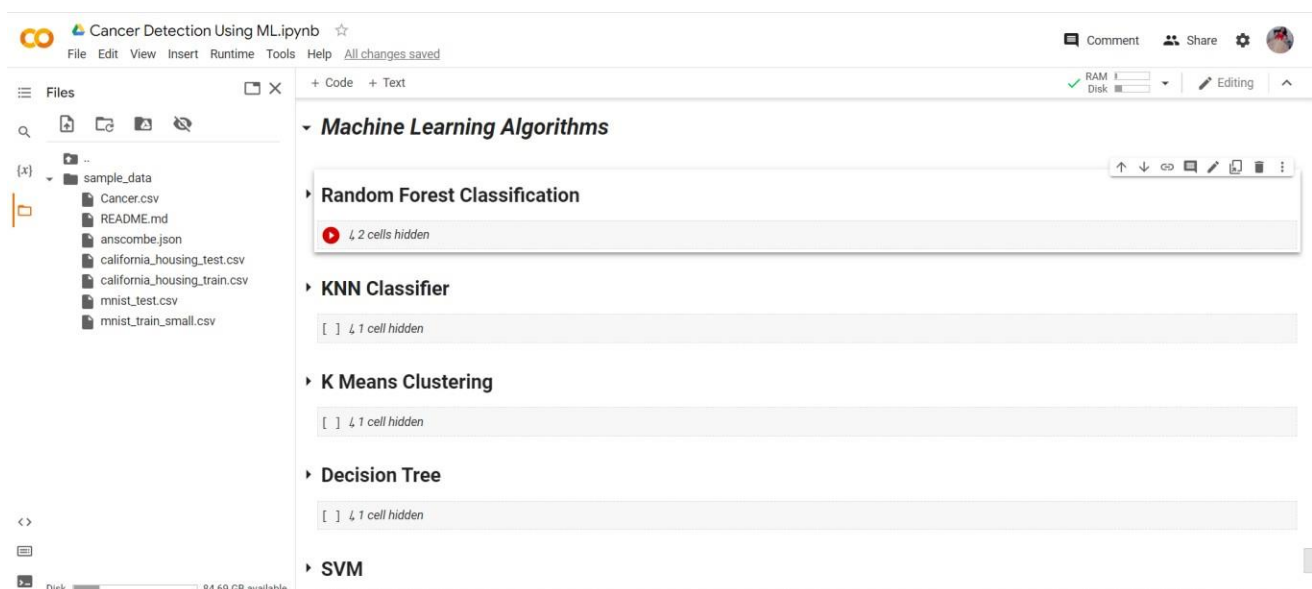 Cancer Detection Using ML.ipynb
File Edit View Insert Runtime Tools Help All changes saved
Comment Share
Files
+ Code + Text
RAM
Disk
Editing
{x}
..
sample_data
Cancer.csv
README.md
anscombe.json
california_housing_test.csv
california_housing_train.csv
mnist_test.csv
mnist_train_small.csv
Disk 84.69 GB available
Machine Learning Algorithms
Random Forest Classification
2 cells hidden
KNN Classifier
[ ] 1 cell hidden
K Means Clustering
[ ] 1 cell hidden
Decision Tree
[ ] 1 cell hidden
SVM